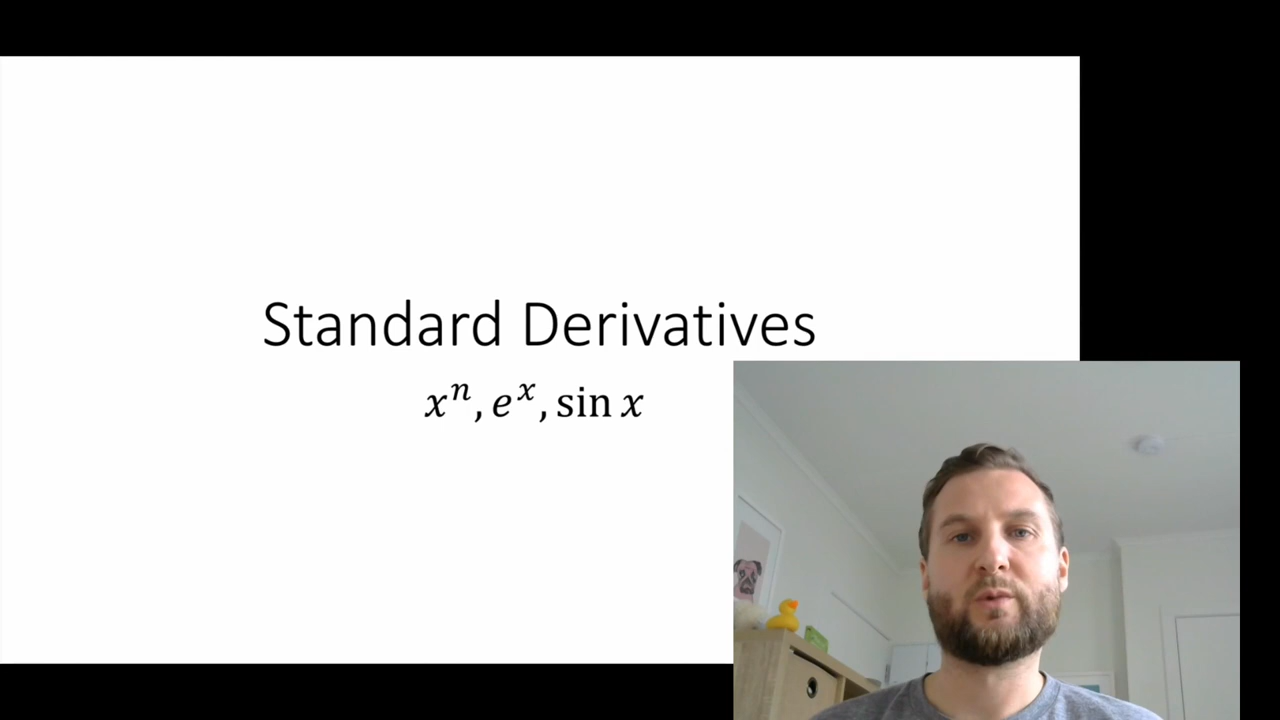 Standard Derivatives
xⁿ, eˣ, sin x